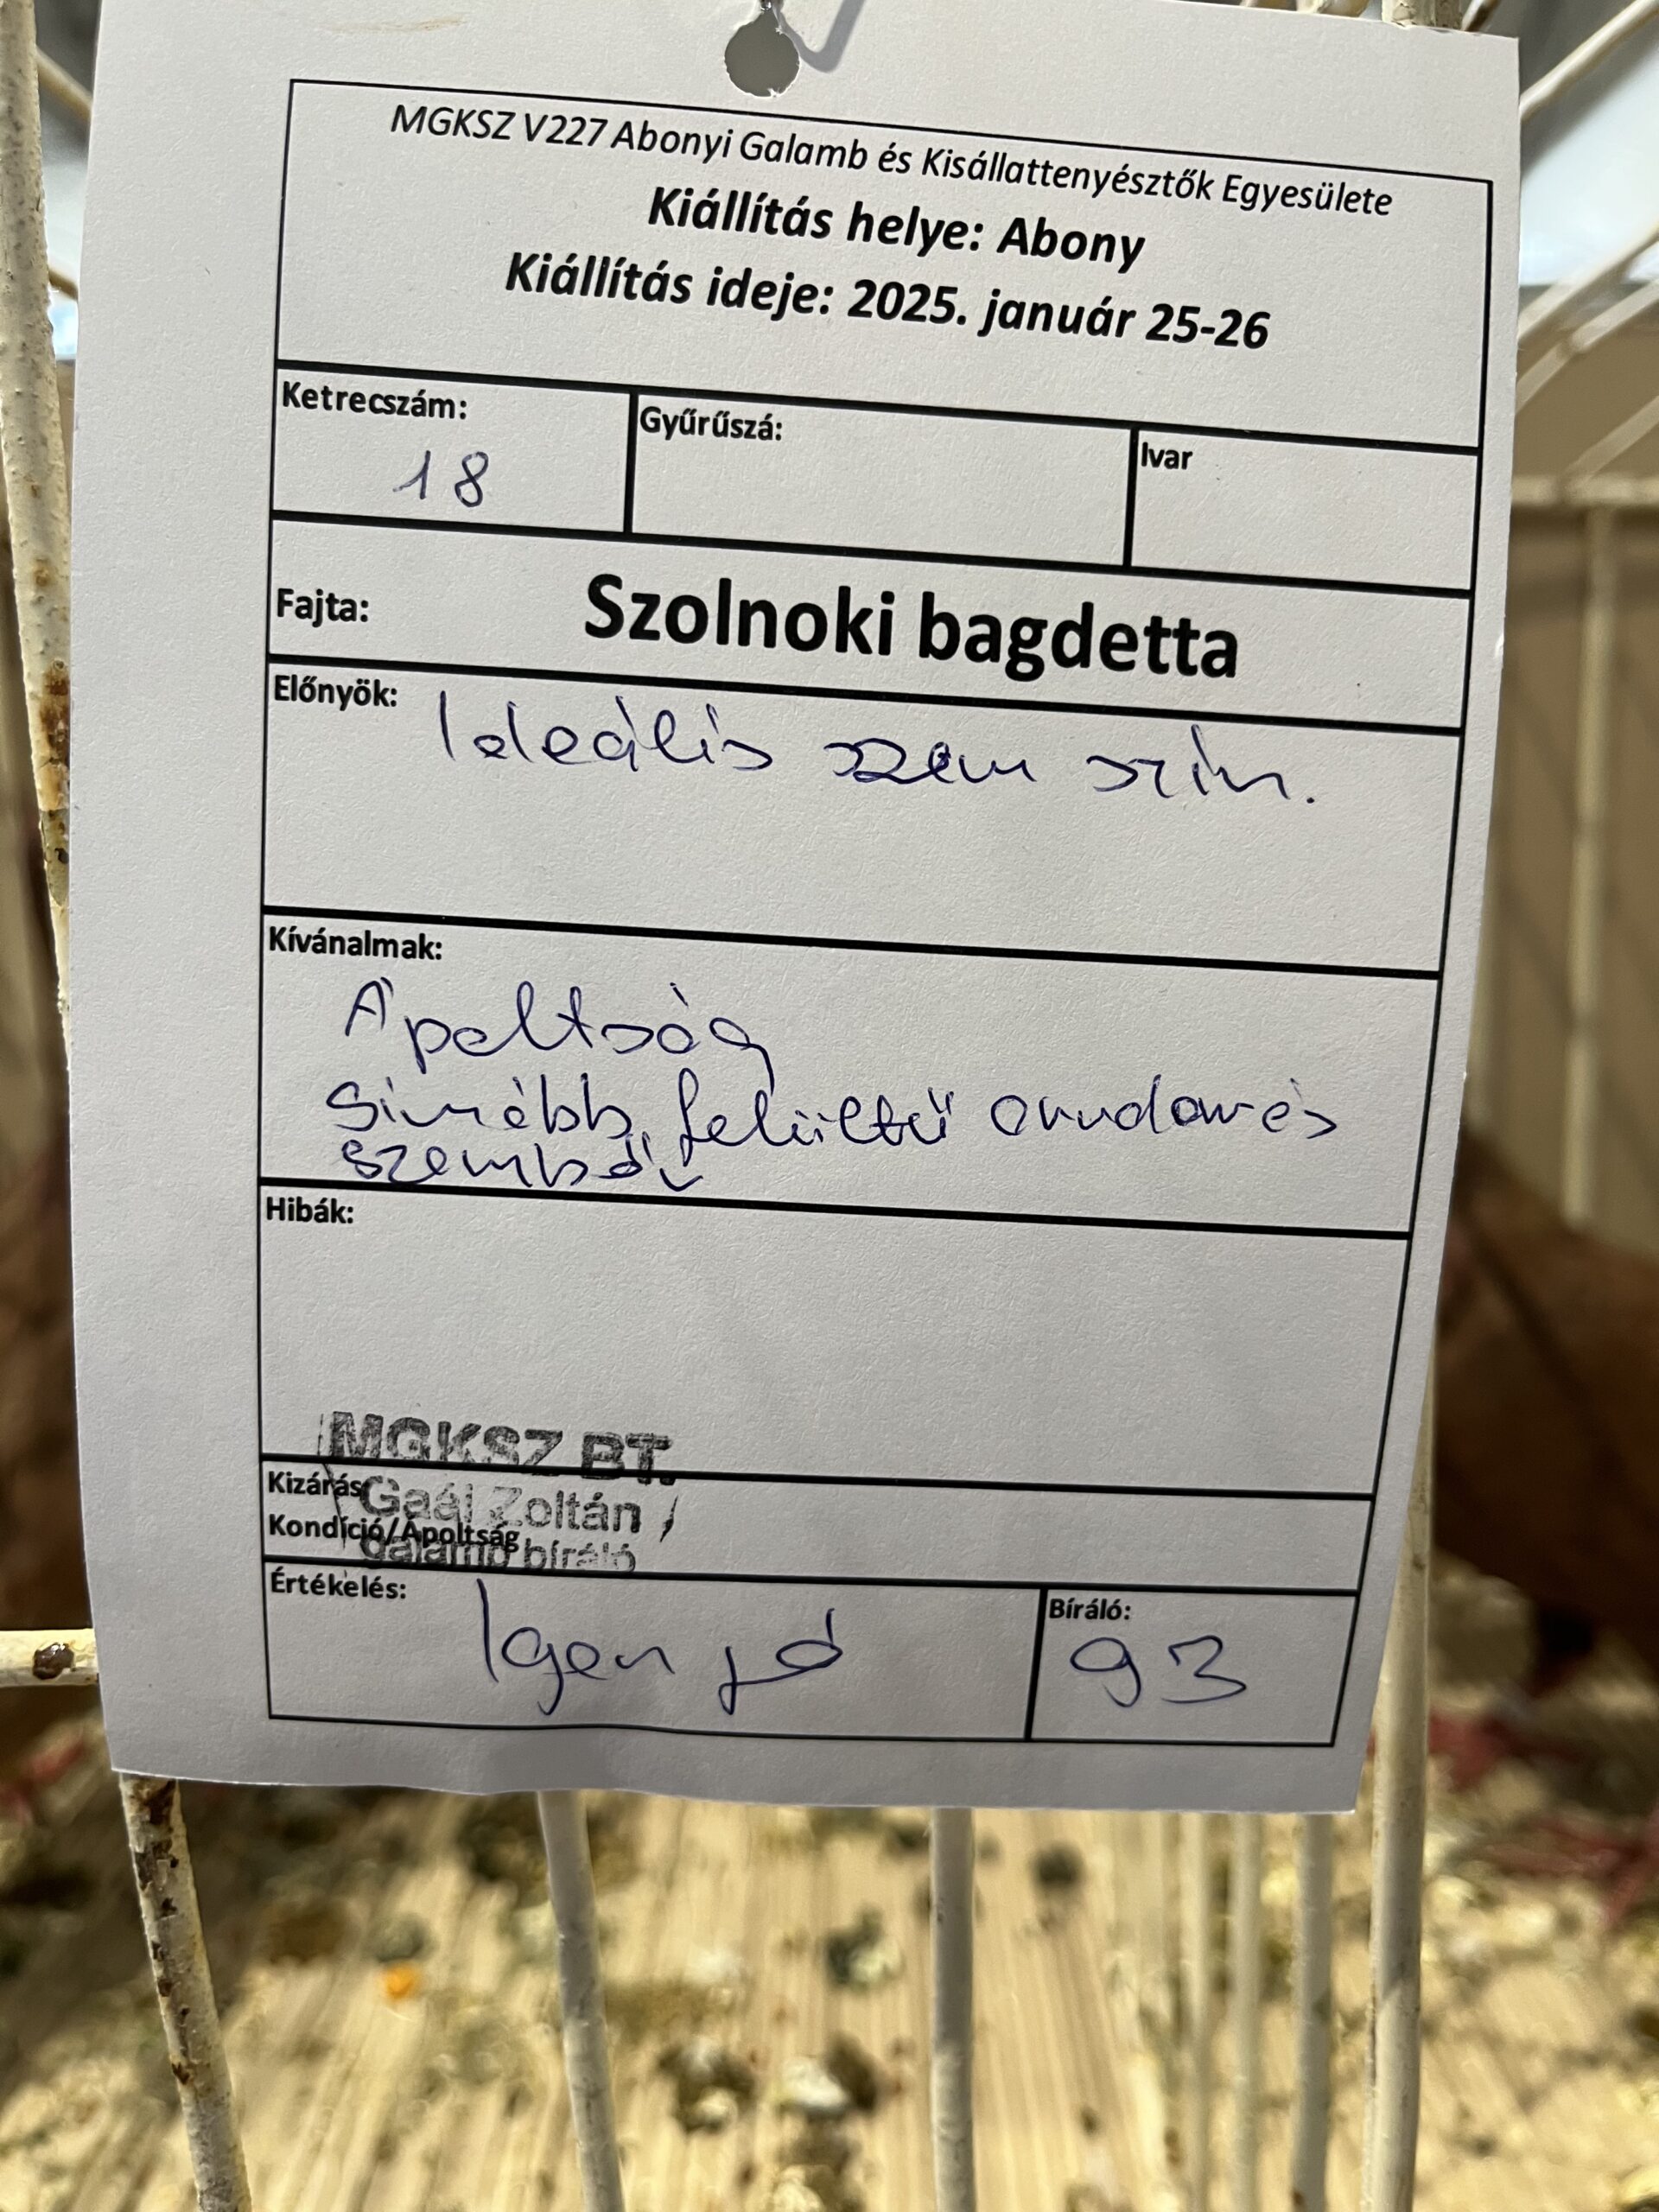 MGKSZ V227 Abonyi Galamb és Kisállattenyésztők Egyesülete
Kiállítás helye: Abony
Kiállítás ideje: 2025. január 25-26
Ketrecszám: Gyűrűszá: Ivar
18
Fajta: Szolnoki bagdetta
Előnyök: Ideális szem szín.
Kívánalmak:
Ápoltság
Simább, felületű orrdor és
szembőr
Hibák:
MGKSZ BT.
Kizárás
Gaál Zoltán
Kondíció/Ápoltság
galamb bíráló
Értékelés: Igen jó Bíráló: 93